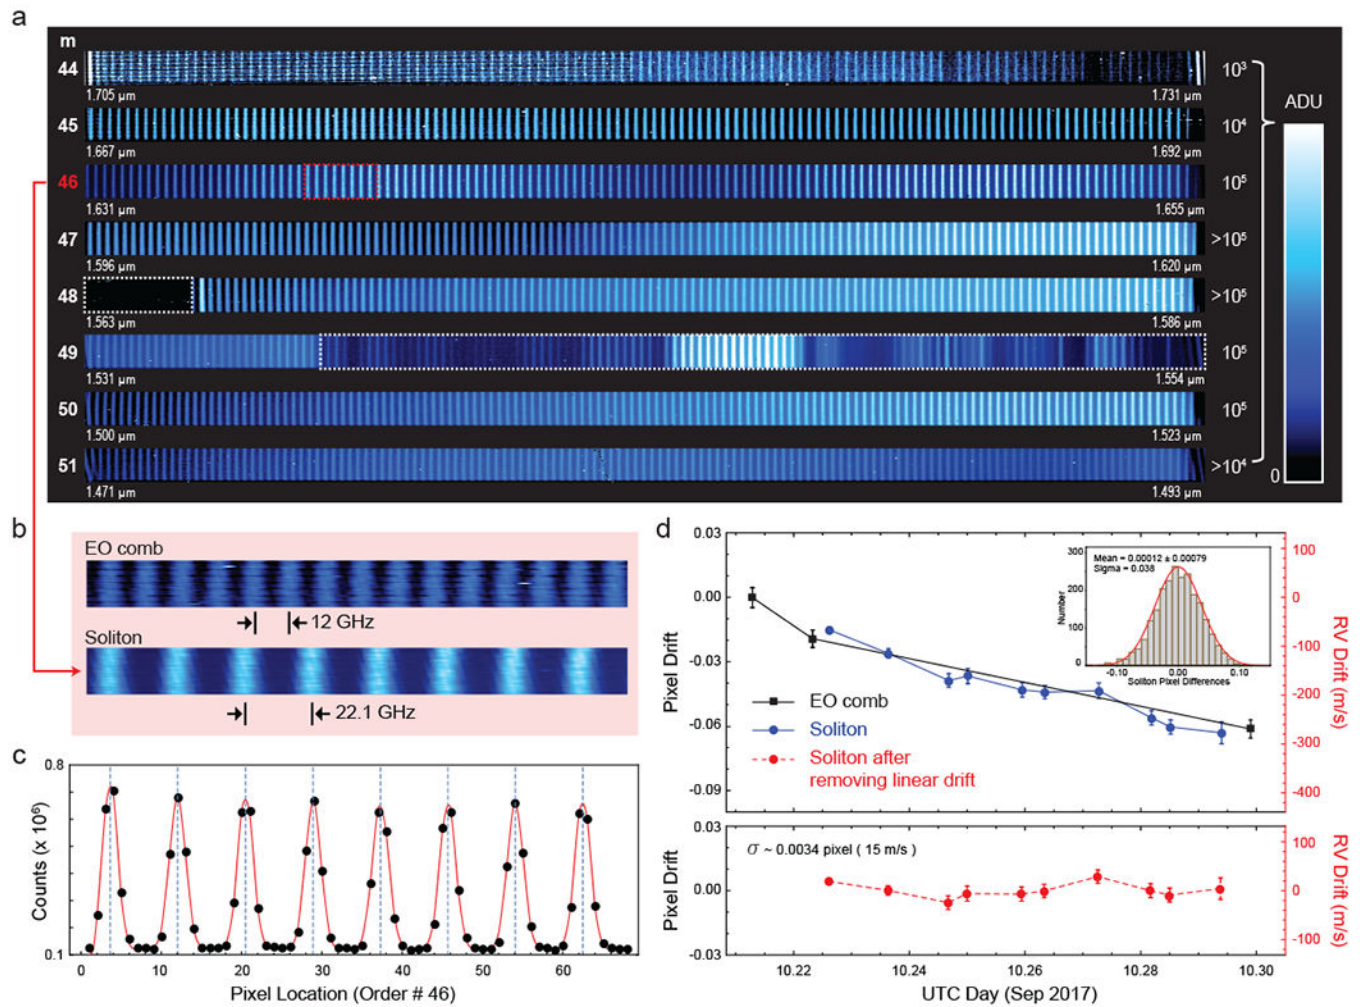 a
m
44
1.705 µm
1.731 µm
10³
45
1.667 µm
1.692 µm
10⁴
46
1.631 µm
1.655 µm
10⁵
47
1.596 µm
1.620 µm
>10⁵
48
1.563 µm
1.586 µm
>10⁵
49
1.531 µm
1.554 µm
10⁵
50
1.500 µm
1.523 µm
10⁵
51
1.471 µm
1.493 µm
>10⁴
ADU
0
b
EO comb
12 GHz
Soliton
22.1 GHz
c
0.8
0.1
Counts (x 10⁶)
0 10 20 30 40 50 60
Pixel Location (Order # 46)
d
0.03
0.00
-0.03
-0.06
-0.09
Pixel Drift
EO comb
Soliton
Soliton after
removing linear drift
100
0
-100
-200
-300
-400
RV Drift (m/s)
Mean = 0.00012 ± 0.00079
Sigma = 0.038
300
200
100
0
Number
-0.10 0.00 0.10
Soliton Pixel Differences
0.03
0.00
-0.03
Pixel Drift
σ ~ 0.0034 pixel ( 15 m/s )
100
0
-100
RV Drift (m/s)
10.22 10.24 10.26 10.28 10.30
UTC Day (Sep 2017)